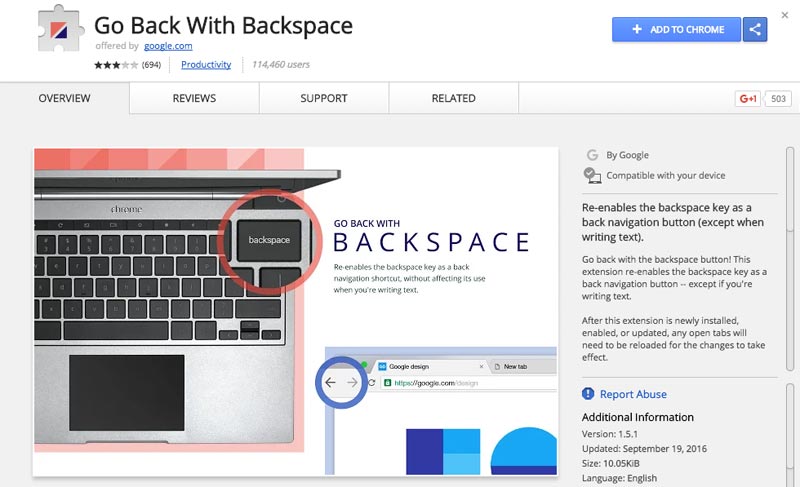 Go Back With Backspace
offered by google.com
(694) Productivity 114,460 users
+ ADD TO CHROME
OVERVIEW REVIEWS SUPPORT RELATED
G+1 503
chrome
backspace
GO BACK WITH
BACKSPACE
Re-enables the backspace key as a back
navigation shortcut, without affecting its use
when you're writing text.
Google design New tab
https://google.com/design
By Google
Compatible with your device
Re-enables the backspace key as a
back navigation button (except when
writing text).
Go back with the backspace button! This
extension re-enables the backspace key as a
back navigation button -- except if you're
writing text.
After this extension is newly installed,
enabled, or updated, any open tabs will
need to be reloaded for the changes to take
effect.
Report Abuse
Additional Information
Version: 1.5.1
Updated: September 19, 2016
Size: 10.05KiB
Language: English